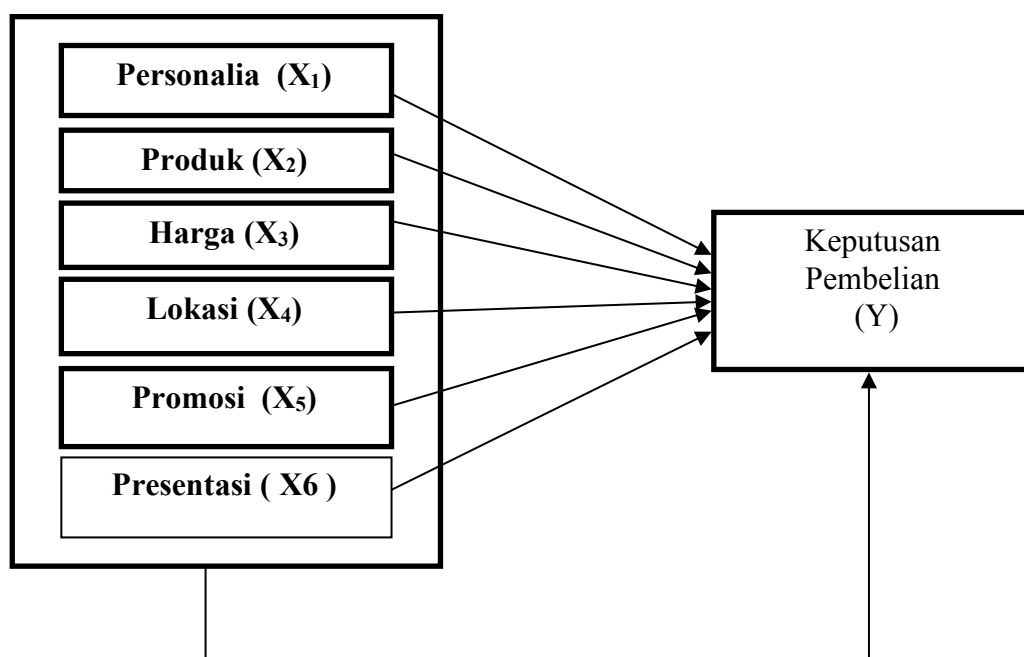 Personalia  (X₁)
Produk (X₂)
Harga (X₃)
Lokasi (X₄)
Promosi  (X₅)
Presentasi ( X6 )
Keputusan
Pembelian
(Y)